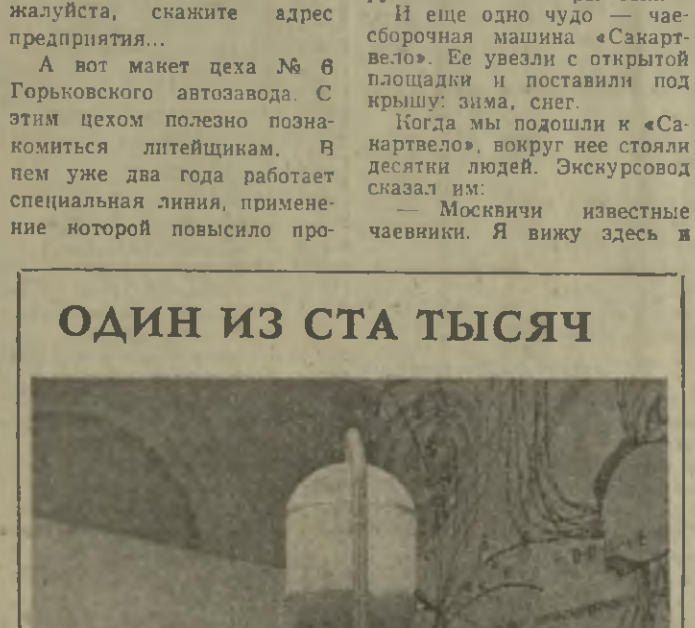 жалуйста, скажите адрес
предприятия...
А вот макет цеха № 6
Горьковского автозавода. С
этим цехом полезно позна-
комиться литейщикам. В
нем уже два года работает
специальная линия, примене-
ние которой повысило про-
И еще одно чудо — чае-
сборочная машина «Сакарт-
вело». Ее увезли с открытой
площадки и поставили под
крышу: зима, снег.
Когда мы подошли к «Са-
картвело», вокруг нее стояли
десятки людей. Экскурсовод
сказал им:
— Москвичи известные
чаевники. Я вижу здесь и
ОДИН ИЗ СТА ТЫСЯЧ